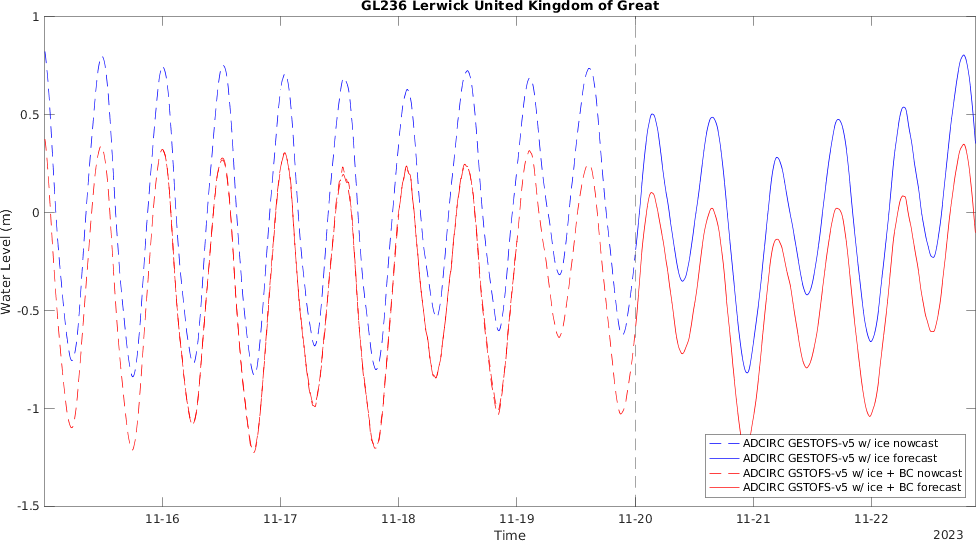 GL236 Lerwick United Kingdom of Great
Water Level (m)
1
0.5
0
-0.5
-1
-1.5
11-16
11-17
11-18
11-19
11-20
11-21
11-22
Time
2023
ADCIRC GESTOFS-v5 w/ ice nowcast
ADCIRC GESTOFS-v5 w/ ice forecast
ADCIRC GSTOFS-v5 w/ ice + BC nowcast
ADCIRC GSTOFS-v5 w/ ice + BC forecast